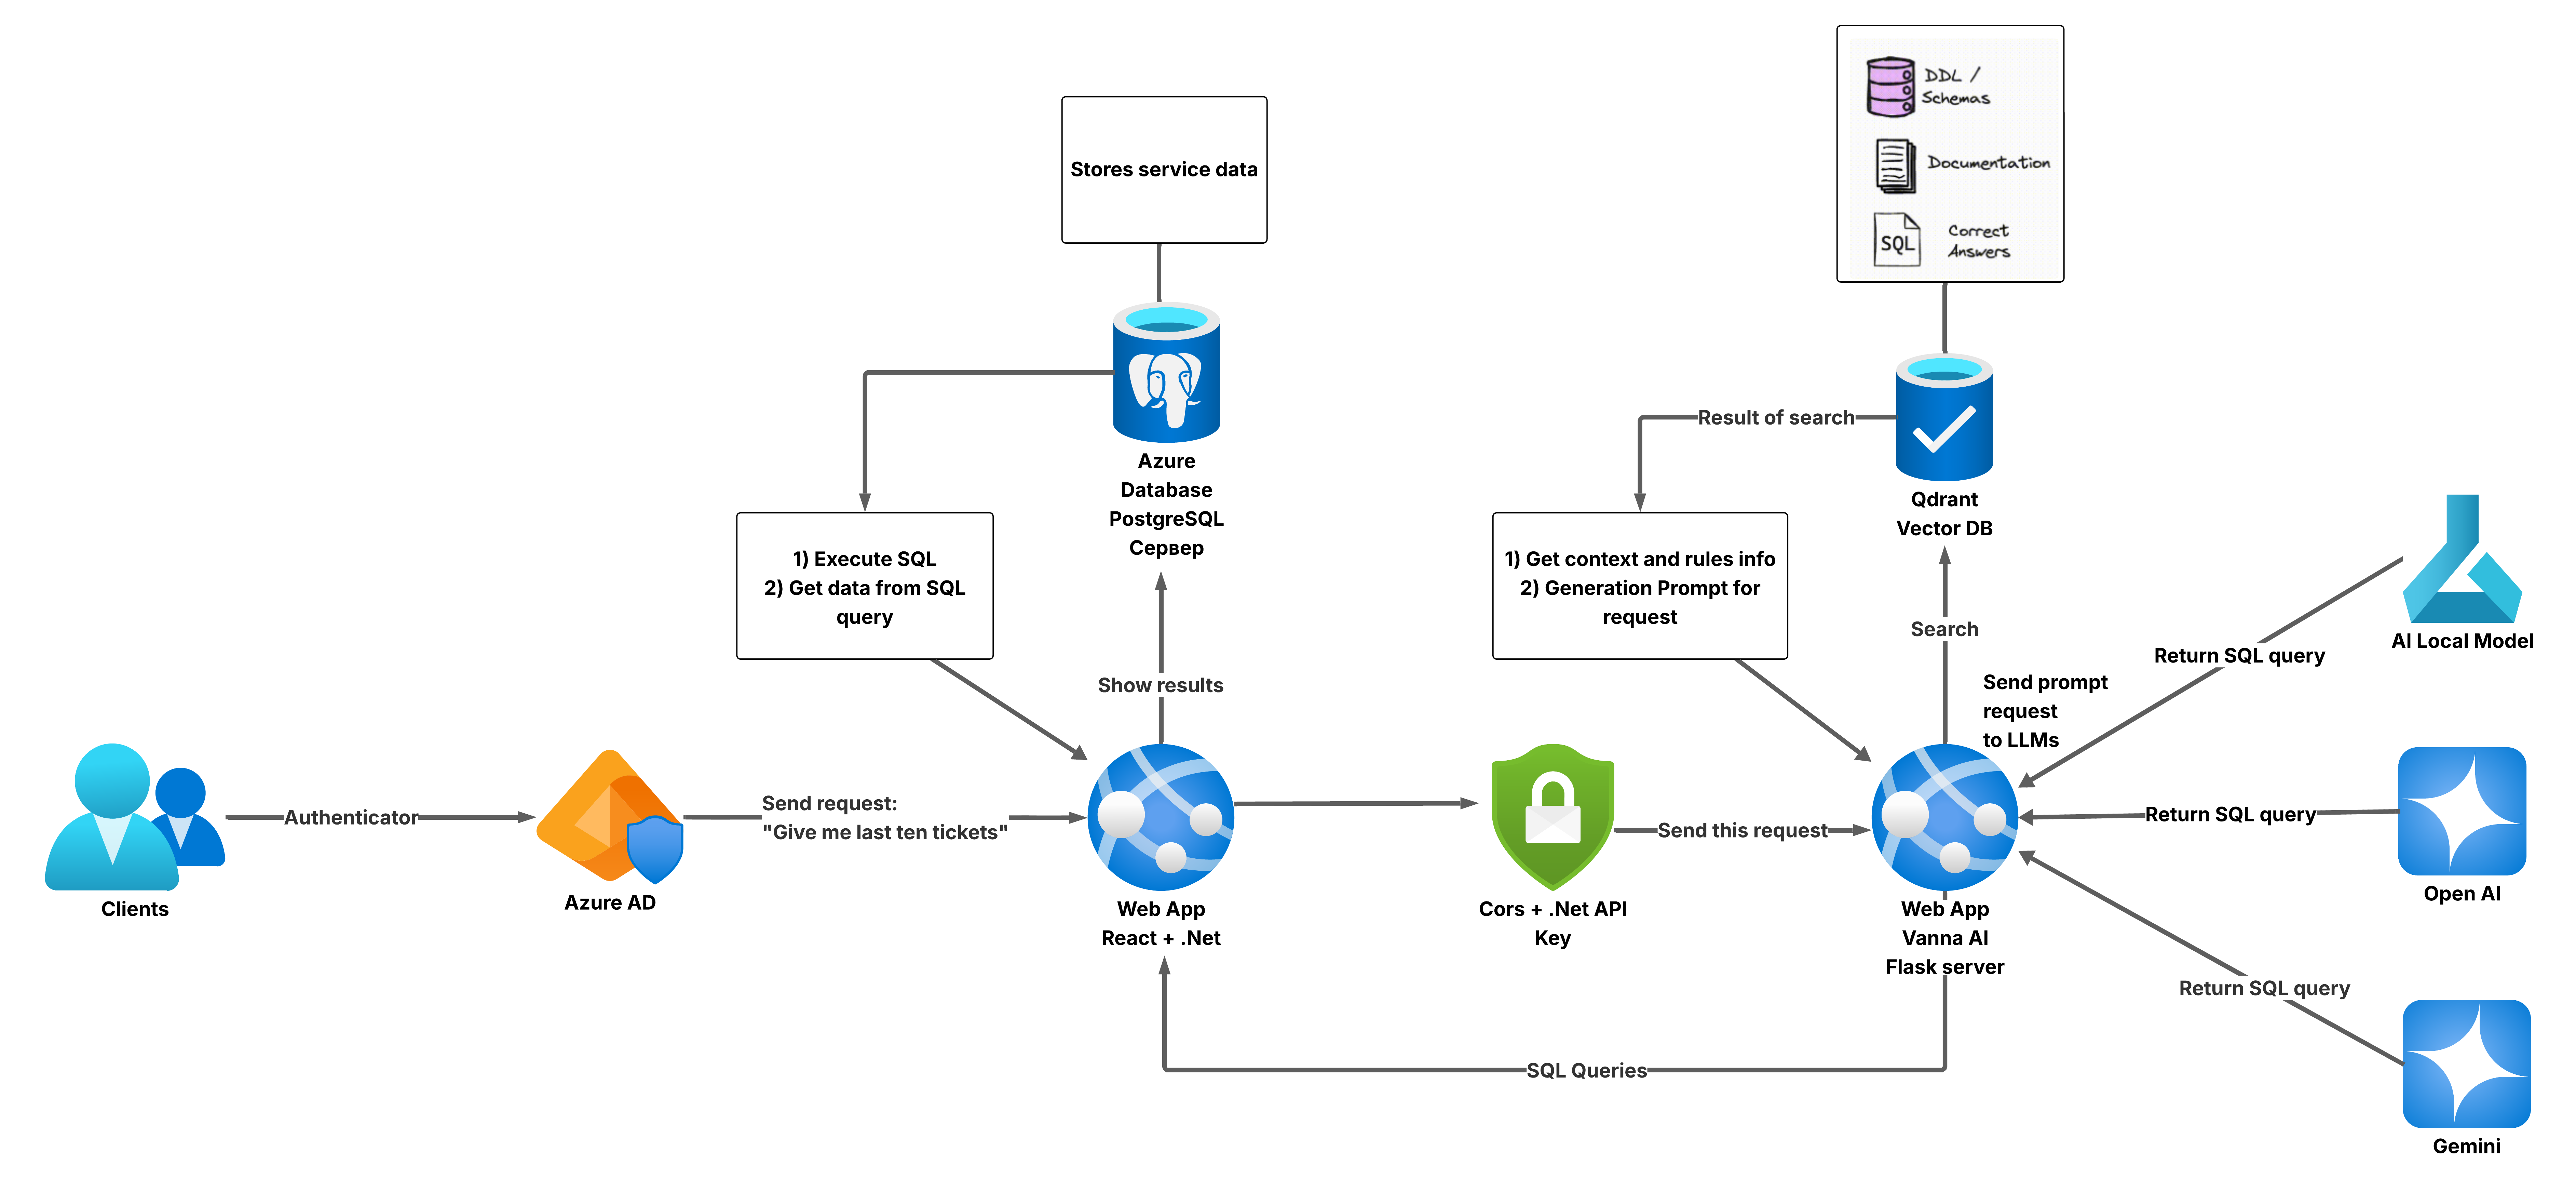 DDL /
Schemas
Documentation
SQL
Correct
Answers
Stores service data
Result of search
Azure
Database
PostgreSQL
Сервер
Qdrant
Vector DB
1) Execute SQL
2) Get data from SQL
query
1) Get context and rules info
2) Generation Prompt for
request
Search
Show results
Send prompt
request
to LLMs
Return SQL query
AI Local Model
Authenticator
Send request:
"Give me last ten tickets"
Send this request
Return SQL query
Clients
Azure AD
Web App
React + .Net
Cors + .Net API
Key
Web App
Vanna AI
Flask server
Open AI
Return SQL query
SQL Queries
Gemini